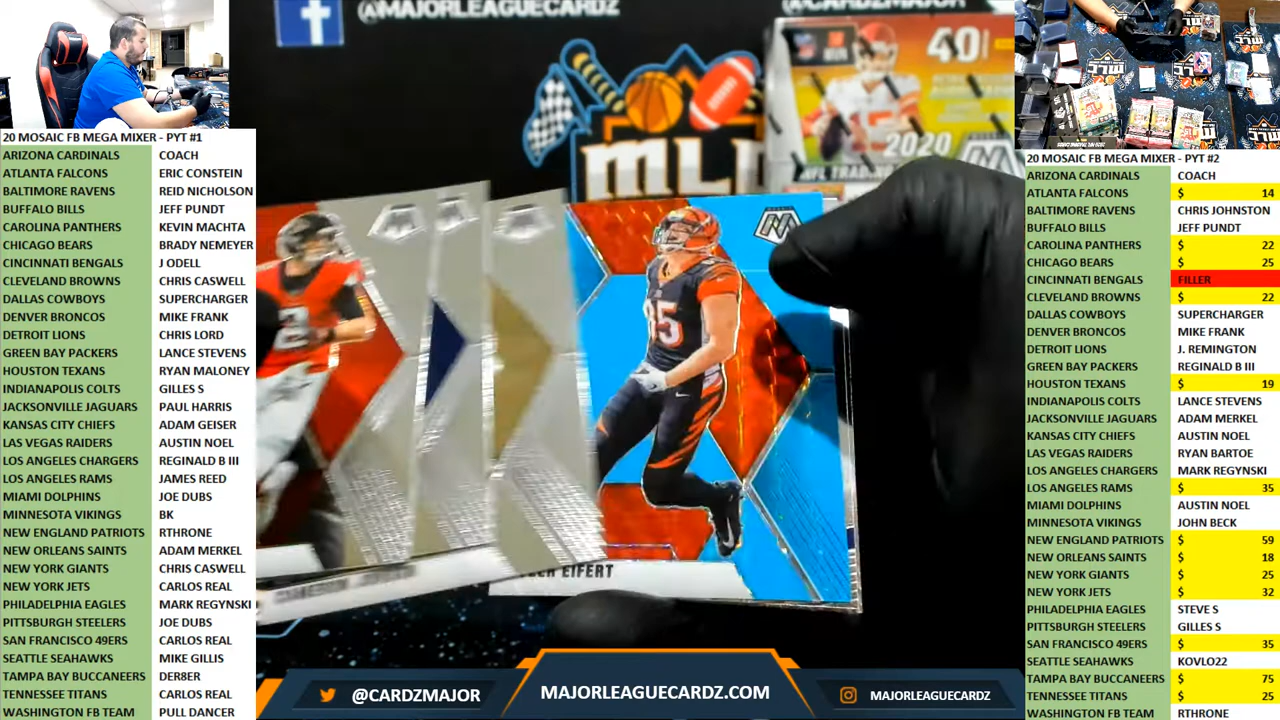 @MAJORLEAGUECARDZ
@CARDZMAJOR
20 MOSAIC FB MEGA MIXER - PYT #1
ARIZONA CARDINALS COACH
ATLANTA FALCONS ERIC CONSTEIN
BALTIMORE RAVENS REID NICHOLSON
BUFFALO BILLS JEFF PUNDT
CAROLINA PANTHERS KEVIN MACHTA
CHICAGO BEARS BRADY NEMEYER
CINCINNATI BENGALS J ODELL
CLEVELAND BROWNS CHRIS CASWELL
DALLAS COWBOYS SUPERCHARGER
DENVER BRONCOS MIKE FRANK
DETROIT LIONS CHRIS LORD
GREEN BAY PACKERS LANCE STEVENS
HOUSTON TEXAS RYAN MALONEY
INDIANAPOLIS COLTS GILLES S
JACKSONVILLE JAGUARS PAUL HARRIS
KANSAS CITY CHIEFS ADAM GEISER
LAS VEGAS RAIDERS AUSTIN NOEL
LOS ANGELES CHARGERS REGINALD B III
LOS ANGELES RAMS JAMES REED
MIAMI DOLPHINS JOE DUBS
MINNESOTA VIKINGS BK
NEW ENGLAND PATRIOTS RTHRONE
NEW ORLEANS SAINTS ADAM MERKEL
NEW YORK GIANTS CHRIS CASWELL
NEW YORK JETS CARLOS REAL
PHILADELPHIA EAGLES MARK REGYNSKI
PITTSBURGH STEELERS JOE DUBS
SAN FRANCISCO 49ERS CARLOS REAL
SEATTLE SEAHAWKS MIKE GILLIS
TAMPA BAY BUCCANEERS DER8ER
TENNESSEE TITANS CARLOS REAL
WASHINGTON FB TEAM PULL DANCER
40
15
2020
NFL TRADING
2
85
EIFERT
20 MOSAIC FB MEGA MIXER - PYT #2
ARIZONA CARDINALS COACH
ATLANTA FALCONS $ 14
BALTIMORE RAVENS CHRIS JOHNSTON
BUFFALO BILLS JEFF PUNDT
CAROLINA PANTHERS $ 22
CHICAGO BEARS $ 25
CINCINNATI BENGALS FILLER
CLEVELAND BROWNS $ 22
DALLAS COWBOYS SUPERCHARGER
DENVER BRONCOS MIKE FRANK
DETROIT LIONS J. REMINGTON
GREEN BAY PACKERS REGINALD B III
HOUSTON TEXANS $ 19
INDIANAPOLIS COLTS LANCE STEVENS
JACKSONVILLE JAGUARS ADAM MERKEL
KANSAS CITY CHIEFS AUSTIN NOEL
LAS VEGAS RAIDERS RYAN BARTOE
LOS ANGELES CHARGERS MARK REGYNSKI
LOS ANGELES RAMS $ 35
MIAMI DOLPHINS AUSTIN NOEL
MINNESOTA VIKINGS JOHN BECK
NEW ENGLAND PATRIOTS $ 59
NEW ORLEANS SAINTS $ 18
NEW YORK GIANTS $ 25
NEW YORK JETS $ 32
PHILADELPHIA EAGLES STEVE S
PITTSBURGH STEELERS GILLES S
SAN FRANCISCO 49ERS $ 35
SEATTLE SEAHAWKS KOVLO22
TAMPA BAY BUCCANEERS $ 75
TENNESSEE TITANS $ 25
WASHINGTON FB TEAM RTHRONE
@CARDZMAJOR
MAJORLEAGUECARDZ.COM
MAJORLEAGUECARDZ